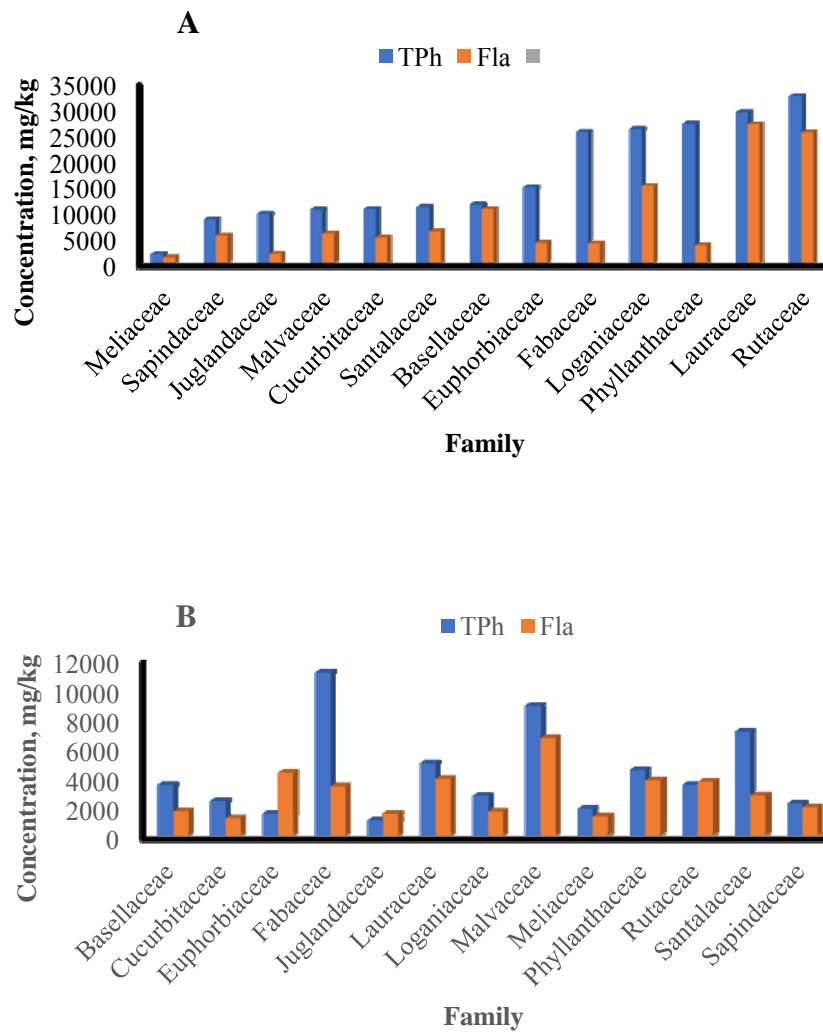 A
TPh Fla
Concentration, mg/kg
35000
30000
25000
20000
15000
10000
5000
0
Meliaceae
Sapindaceae
Juglandaceae
Malvaceae
Cucurbitaceae
Santalaceae
Basellaceae
Euphorbiaceae
Fabaceae
Loganiaceae
Phyllanthaceae
Lauraceae
Rutaceae
Family
B
TPh Fla
Concentration, mg/kg
12000
10000
8000
6000
4000
2000
0
Basellaceae
Cucurbitaceae
Euphorbiaceae
Fabaceae
Juglandaceae
Lauraceae
Loganiaceae
Malvaceae
Meliaceae
Phyllanthaceae
Rutaceae
Santalaceae
Sapindaceae
Family